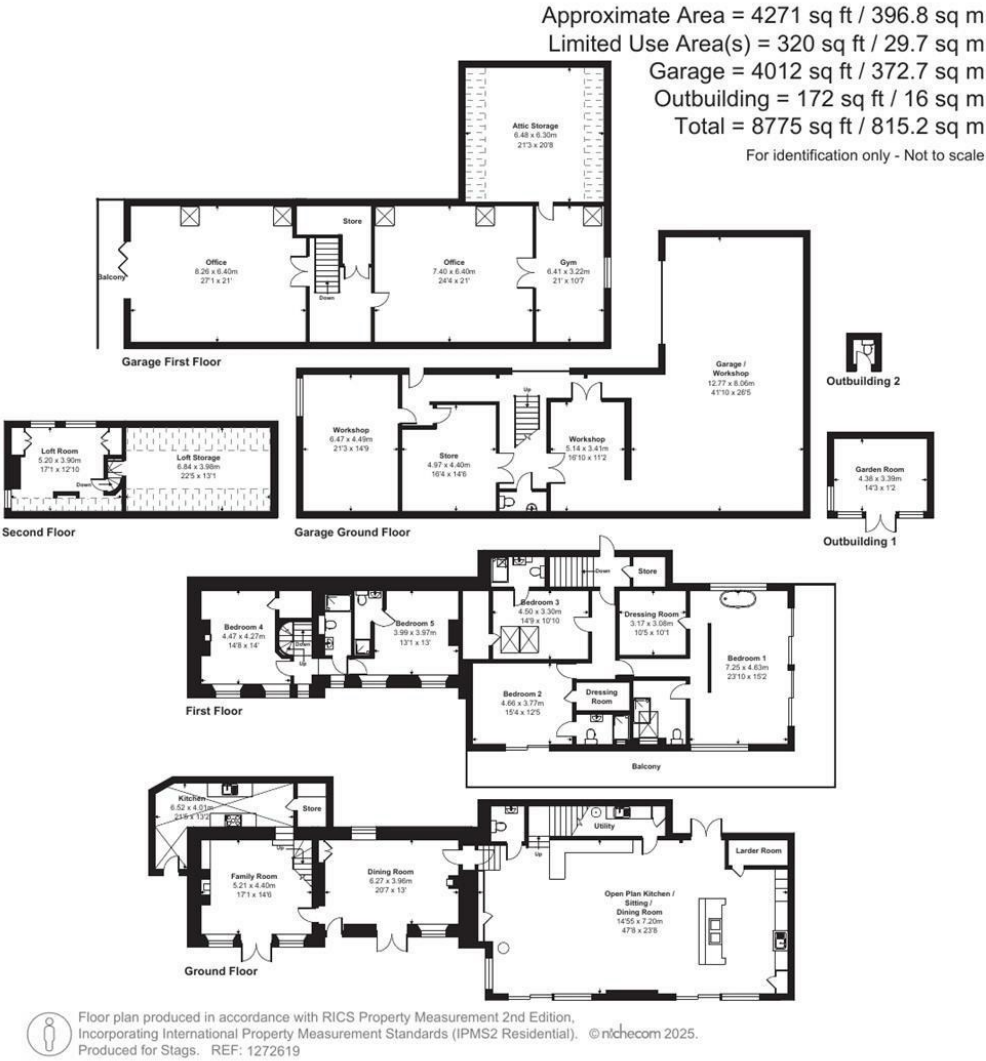 Approximate Area = 4271 sq ft / 396.8 sq m
Limited Use Area(s) = 320 sq ft / 29.7 sq m
Garage = 4012 sq ft / 372.7 sq m
Outbuilding = 172 sq ft / 16 sq m
Total = 8775 sq ft / 815.2 sq m
For identification only - Not to scale
Attic Storage
6.48 x 6.30m
21'3 x 20'8
Store
Office
8.26 x 6.40m
27'1 x 21'
Office
7.40 x 6.40m
24'4 x 21'
Gym
6.41 x 3.22m
21' x 10'7
Balcony
Down
Garage First Floor
Garage /
Workshop
12.77 x 8.06m
41'10 x 26'5
Outbuilding 2
Up
Workshop
6.47 x 4.49m
21'3 x 14'9
Store
4.97 x 4.40m
16'4 x 14'6
Workshop
5.14 x 3.41m
16'10 x 11'2
Garage Ground Floor
Loft Room
5.20 x 3.90m
17'1 x 12'10
Down
Loft Storage
6.84 x 3.98m
22'5 x 13'1
Second Floor
Garden Room
4.38 x 3.39m
14'3 x 1'2
Outbuilding 1
Down
Store
Bedroom 4
4.47 x 4.27m
14'8 x 14'
Down
Up
Bedroom 5
3.99 x 3.97m
13'1 x 13'
Bedroom 3
4.50 x 3.30m
14'9 x 10'10
Dressing Room
3.17 x 3.08m
10'5 x 10'1
Bedroom 1
7.25 x 4.63m
23'10 x 15'2
Bedroom 2
4.66 x 3.77m
15'4 x 12'5
Dressing
Room
Balcony
First Floor
Kitchen
6.52 x 4.01m
21'5 x 13'2
Store
Up
Family Room
5.21 x 4.40m
17'1 x 14'6
Dining Room
6.27 x 3.96m
20'7 x 13'
Up
Utility
Larder Room
Open Plan Kitchen /
Sitting /
Dining Room
14'55 x 7.20m
47'8 x 23'8
Ground Floor
Floor plan produced in accordance with RICS Property Measurement 2nd Edition,
Incorporating International Property Measurement Standards (IPMS2 Residential). © nichecom 2025.
Produced for Stags. REF: 1272619